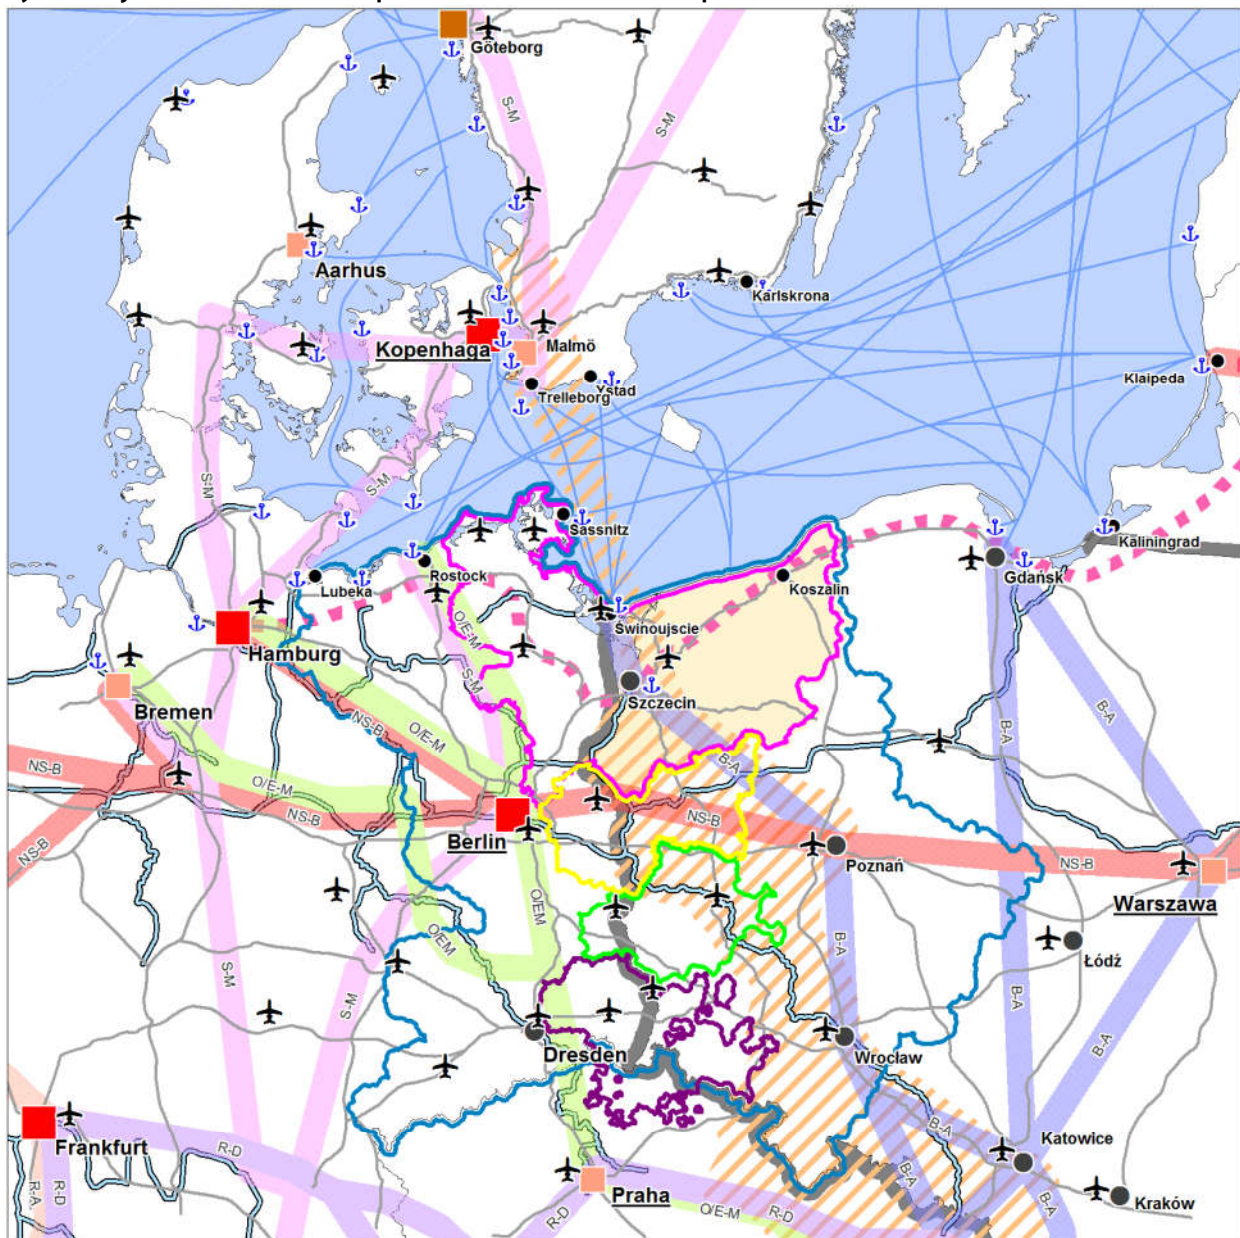 Göteborg
S-M
S-M
Aarhus
Karlskrona
Kopenhaga
Malmö
Klaipeda
Trelleborg
Ystad
S-M
S-M
Sassnitz
Kaliningrad
Rostock
Gdańsk
Lubeka
Koszalin
O/E-M
Świnoujscie
Hamburg
S-M
Szczecin
Bremen
B-A
B-A
NS-B
O/E-M
B-A
NS-B
O/E-M
NS-B
NS-B
Berlin
NS-B
Poznań
NS-B
Warszawa
O/EM
O/EM
B-A
Łódź
S-M
S-M
B-A
B-A
Dresden
Wrocław
Frankfurt
R-D
B-A
Katowice
R-A
R-D
B-A
Praha
Kraków
R-D
O/E-M
R-D
B-A